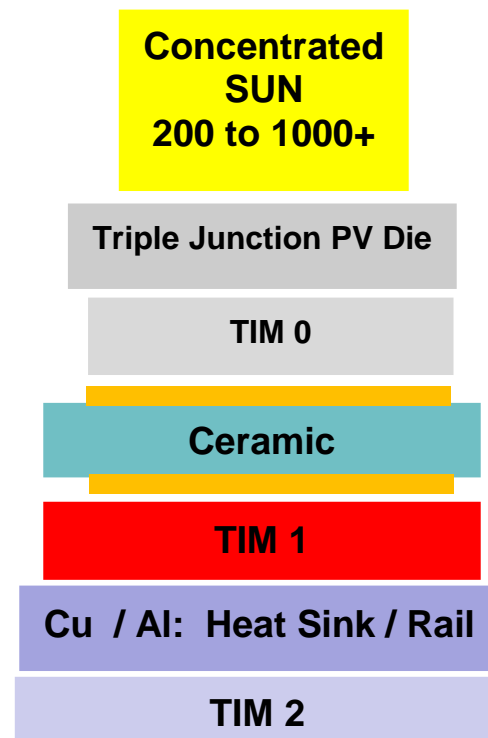 Concentrated
SUN
200 to 1000+
Triple Junction PV Die
TIM 0
Ceramic
TIM 1
Cu / Al: Heat Sink / Rail
TIM 2